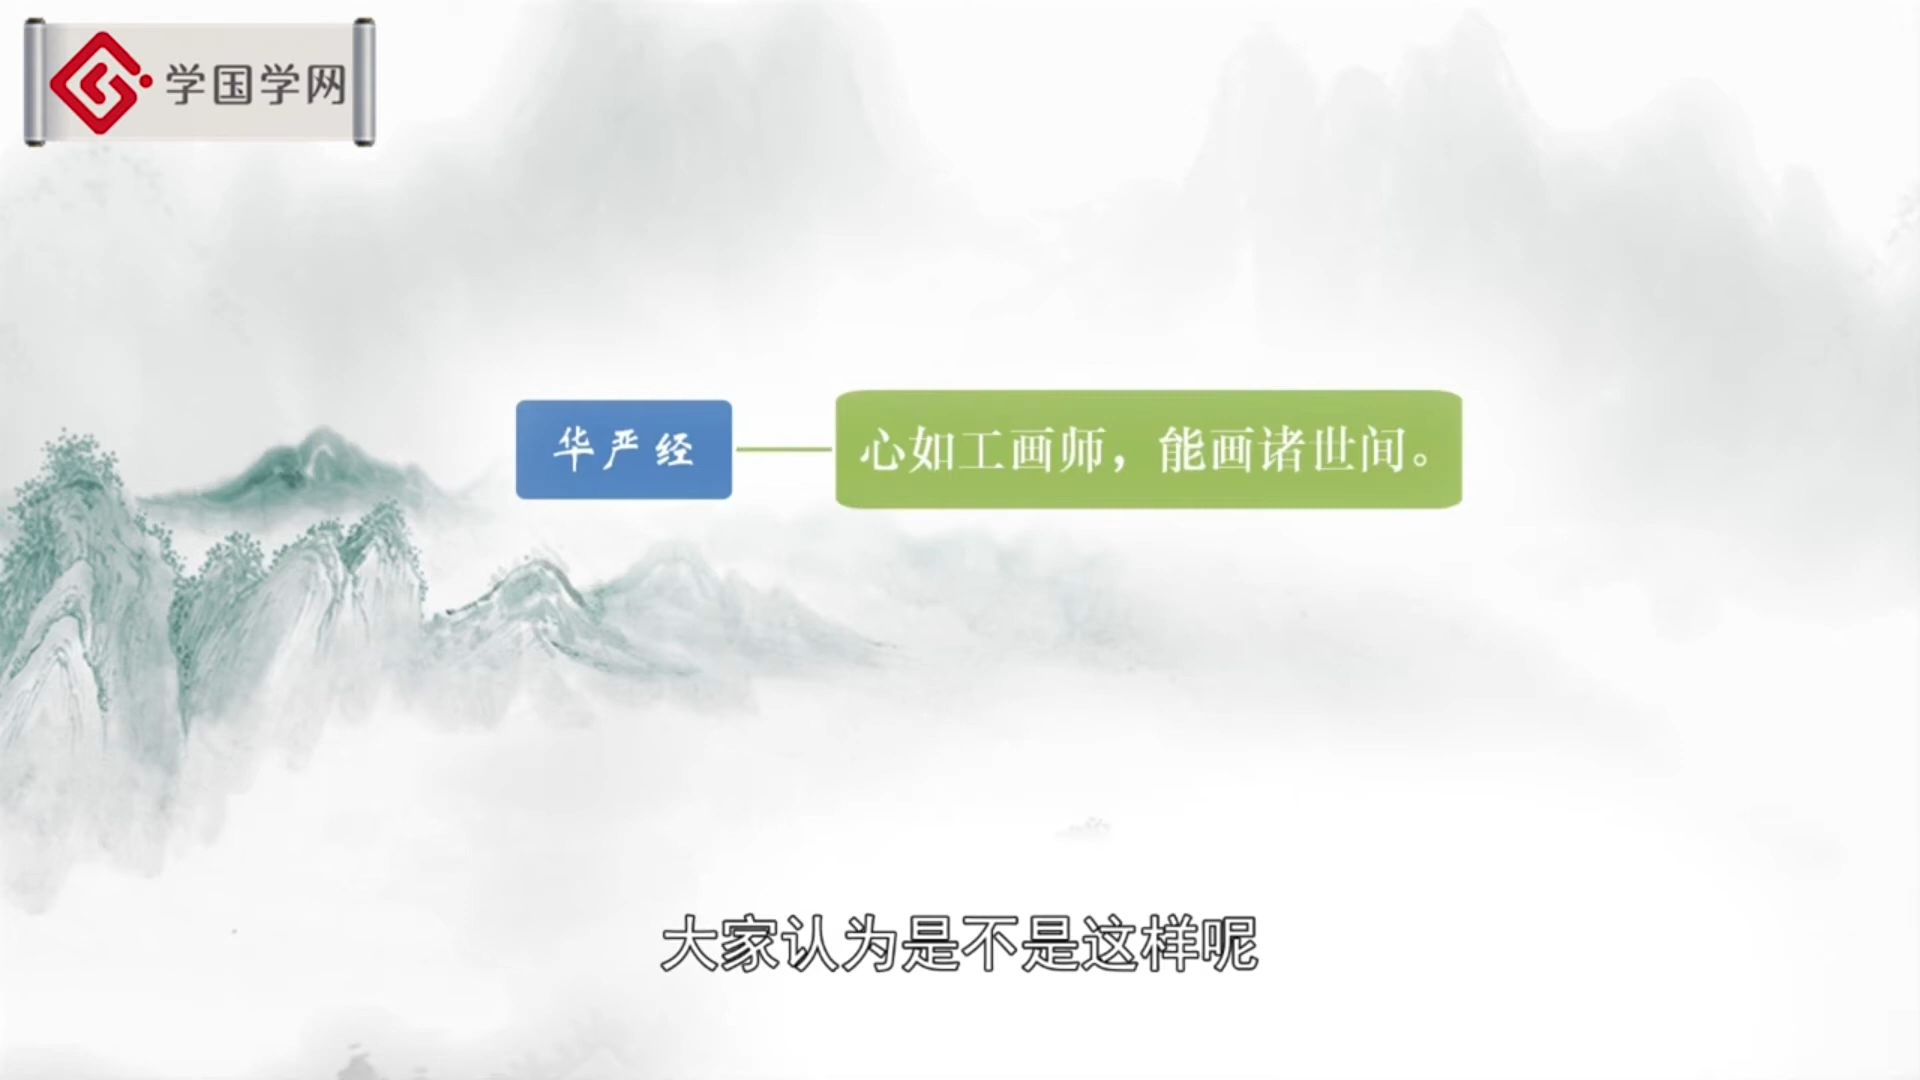 学国学网
华严经
心如工画师，能画诸世间。
大家认为是不是这样呢